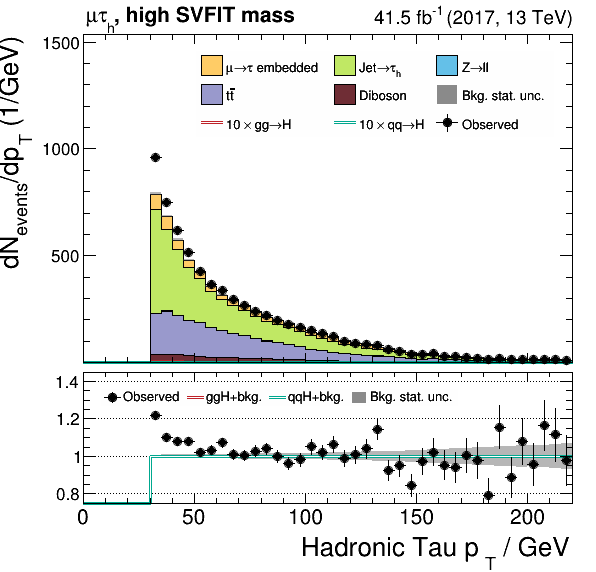 μτh, high SVFIT mass 41.5 fb⁻¹ (2017, 13 TeV)
dNevents/dpT (1/GeV)
1500
1000
500
μ→τ embedded Jet→τh Z→ll
tt̅ Diboson Bkg. stat. unc.
10 × gg→H 10 × qq→H Observed
1.4
1.2
1
0.8
Observed ggH+bkg. qqH+bkg. Bkg. stat. unc.
0 50 100 150 200
Hadronic Tau pT / GeV